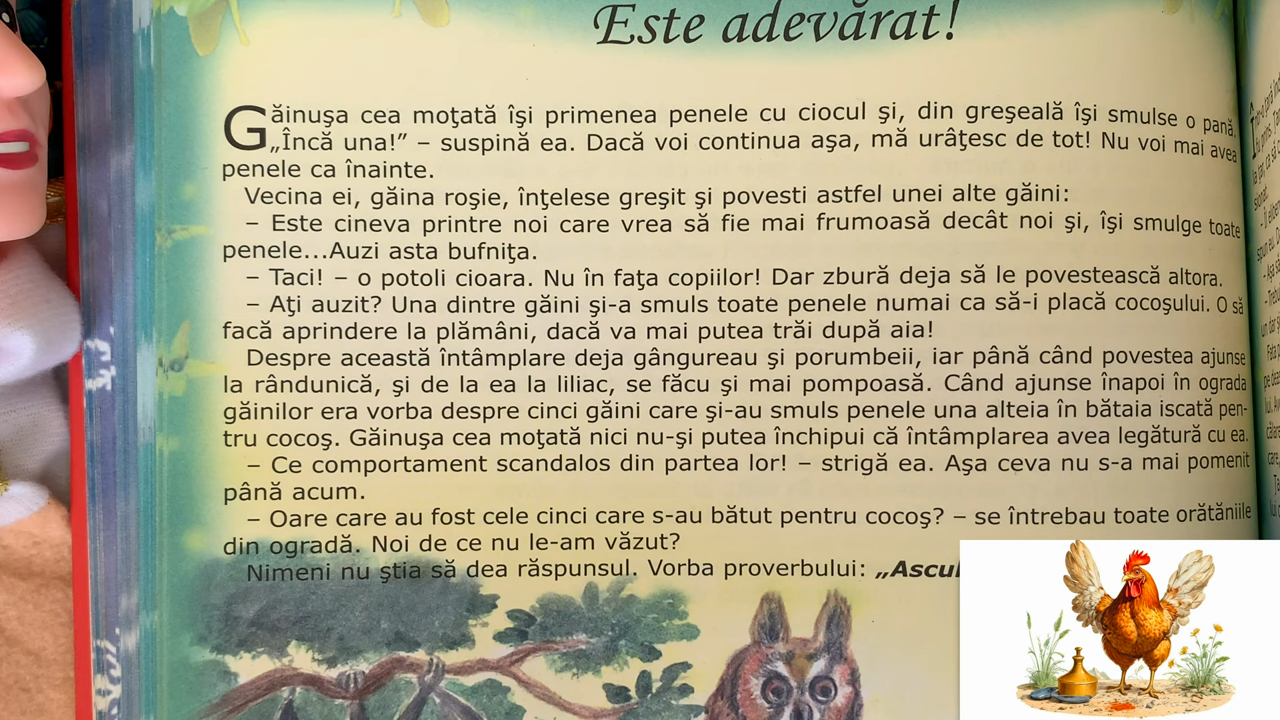 Este adevărat!
Găinuşa cea moţată îşi primenea penele cu ciocul şi, din greşeală îşi smulse o pană.
„Încă una!” – suspină ea. Dacă voi continua aşa, mă urâţesc de tot! Nu voi mai avea
penele ca înainte.
Vecina ei, găina roşie, înţelese greşit şi povesti astfel unei alte găini:
– Este cineva printre noi care vrea să fie mai frumoasă decât noi şi, îşi smulge toate
penele...Auzi asta bufniţa.
– Taci! – o potoli cioara. Nu în faţa copiilor! Dar zbură deja să le povestească altora.
– Aţi auzit? Una dintre găini şi-a smuls toate penele numai ca să-i placă cocoşului. O să
facă aprindere la plămâni, dacă va mai putea trăi după aia!
Despre această întâmplare deja gângureau şi porumbeii, iar până când povestea ajunse
la rândunică, şi de la ea la liliac, se făcu şi mai pompoasă. Când ajunse înapoi în ograda
găinilor era vorba despre cinci găini care şi-au smuls penele una alteia în bătaia iscată pen-
tru cocoş. Găinuşa cea moţată nici nu-şi putea închipui că întâmplarea avea legătură cu ea.
– Ce comportament scandalos din partea lor! – strigă ea. Aşa ceva nu s-a mai pomenit
până acum.
– Oare care au fost cele cinci care s-au bătut pentru cocoş? – se întrebau toate orătăniile
din ogradă. Noi de ce nu le-am văzut?
Nimeni nu ştia să dea răspunsul. Vorba proverbului: „Ascul